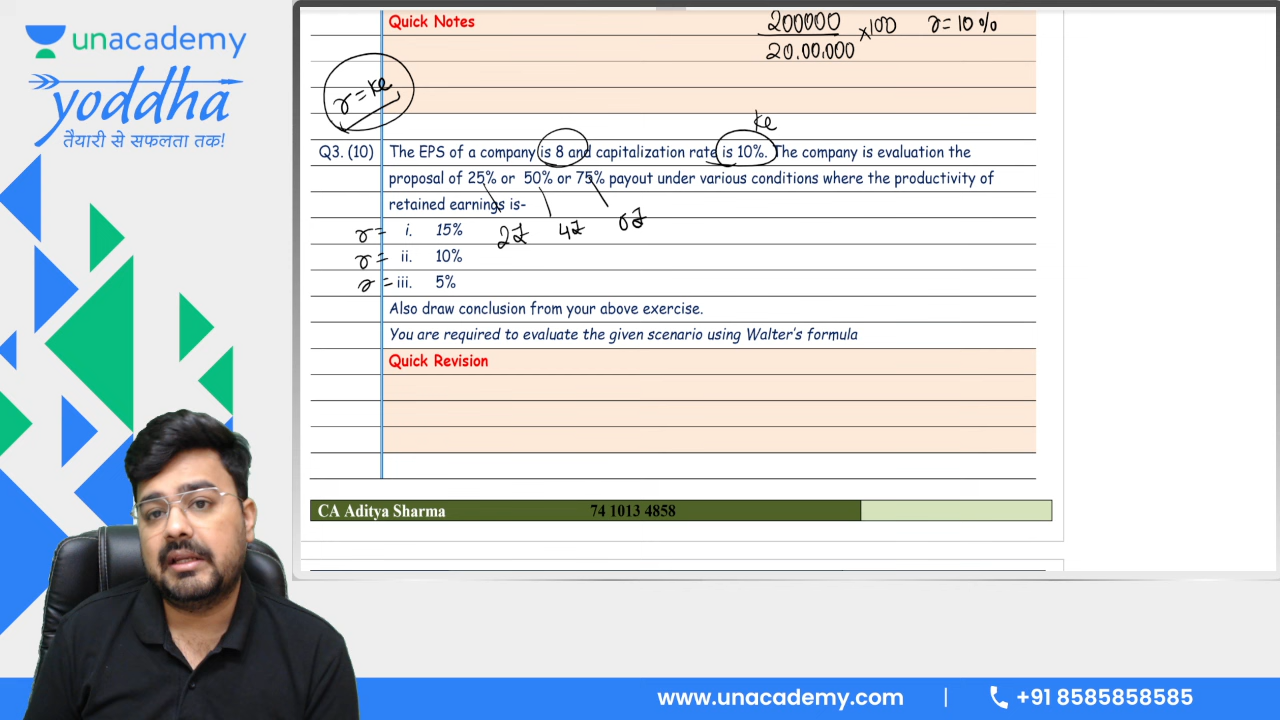 unacademy
yoddha
तैयारी से सफलता तक!
Quick Notes
200000
20,00,000
×100
r = 10%
r = ke
ke
Q3. (10) The EPS of a company is 8 and capitalization rate is 10%. The company is evaluation the
proposal of 25% or 50% or 75% payout under various conditions where the productivity of
retained earnings is-
r = i. 15%
2₹ 4₹ 6₹
r = ii. 10%
r = iii. 5%
Also draw conclusion from your above exercise.
You are required to evaluate the given scenario using Walter's formula
Quick Revision
CA Aditya Sharma 74 1013 4858
www.unacademy.com | +91 8585858585